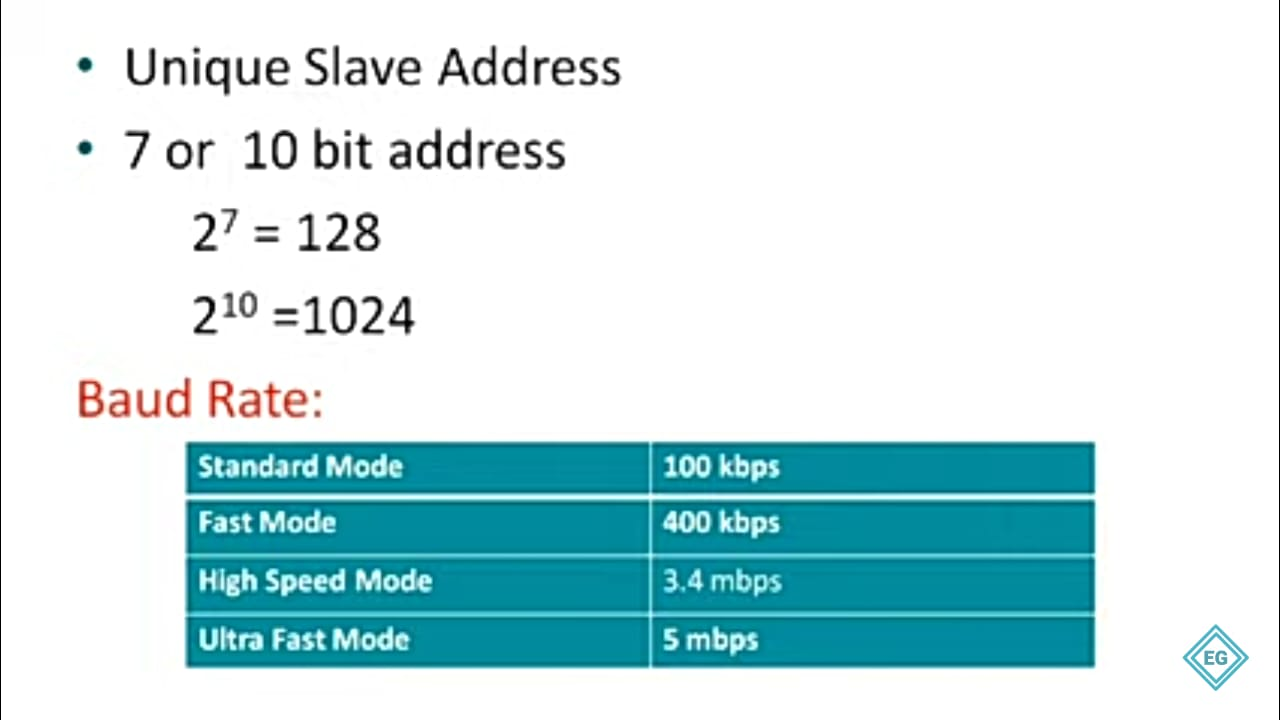 • Unique Slave Address
• 7 or 10 bit address
2⁷ = 128
2¹⁰ =1024
Baud Rate:
Standard Mode 100 kbps
Fast Mode 400 kbps
High Speed Mode 3.4 mbps
Ultra Fast Mode 5 mbps
EG